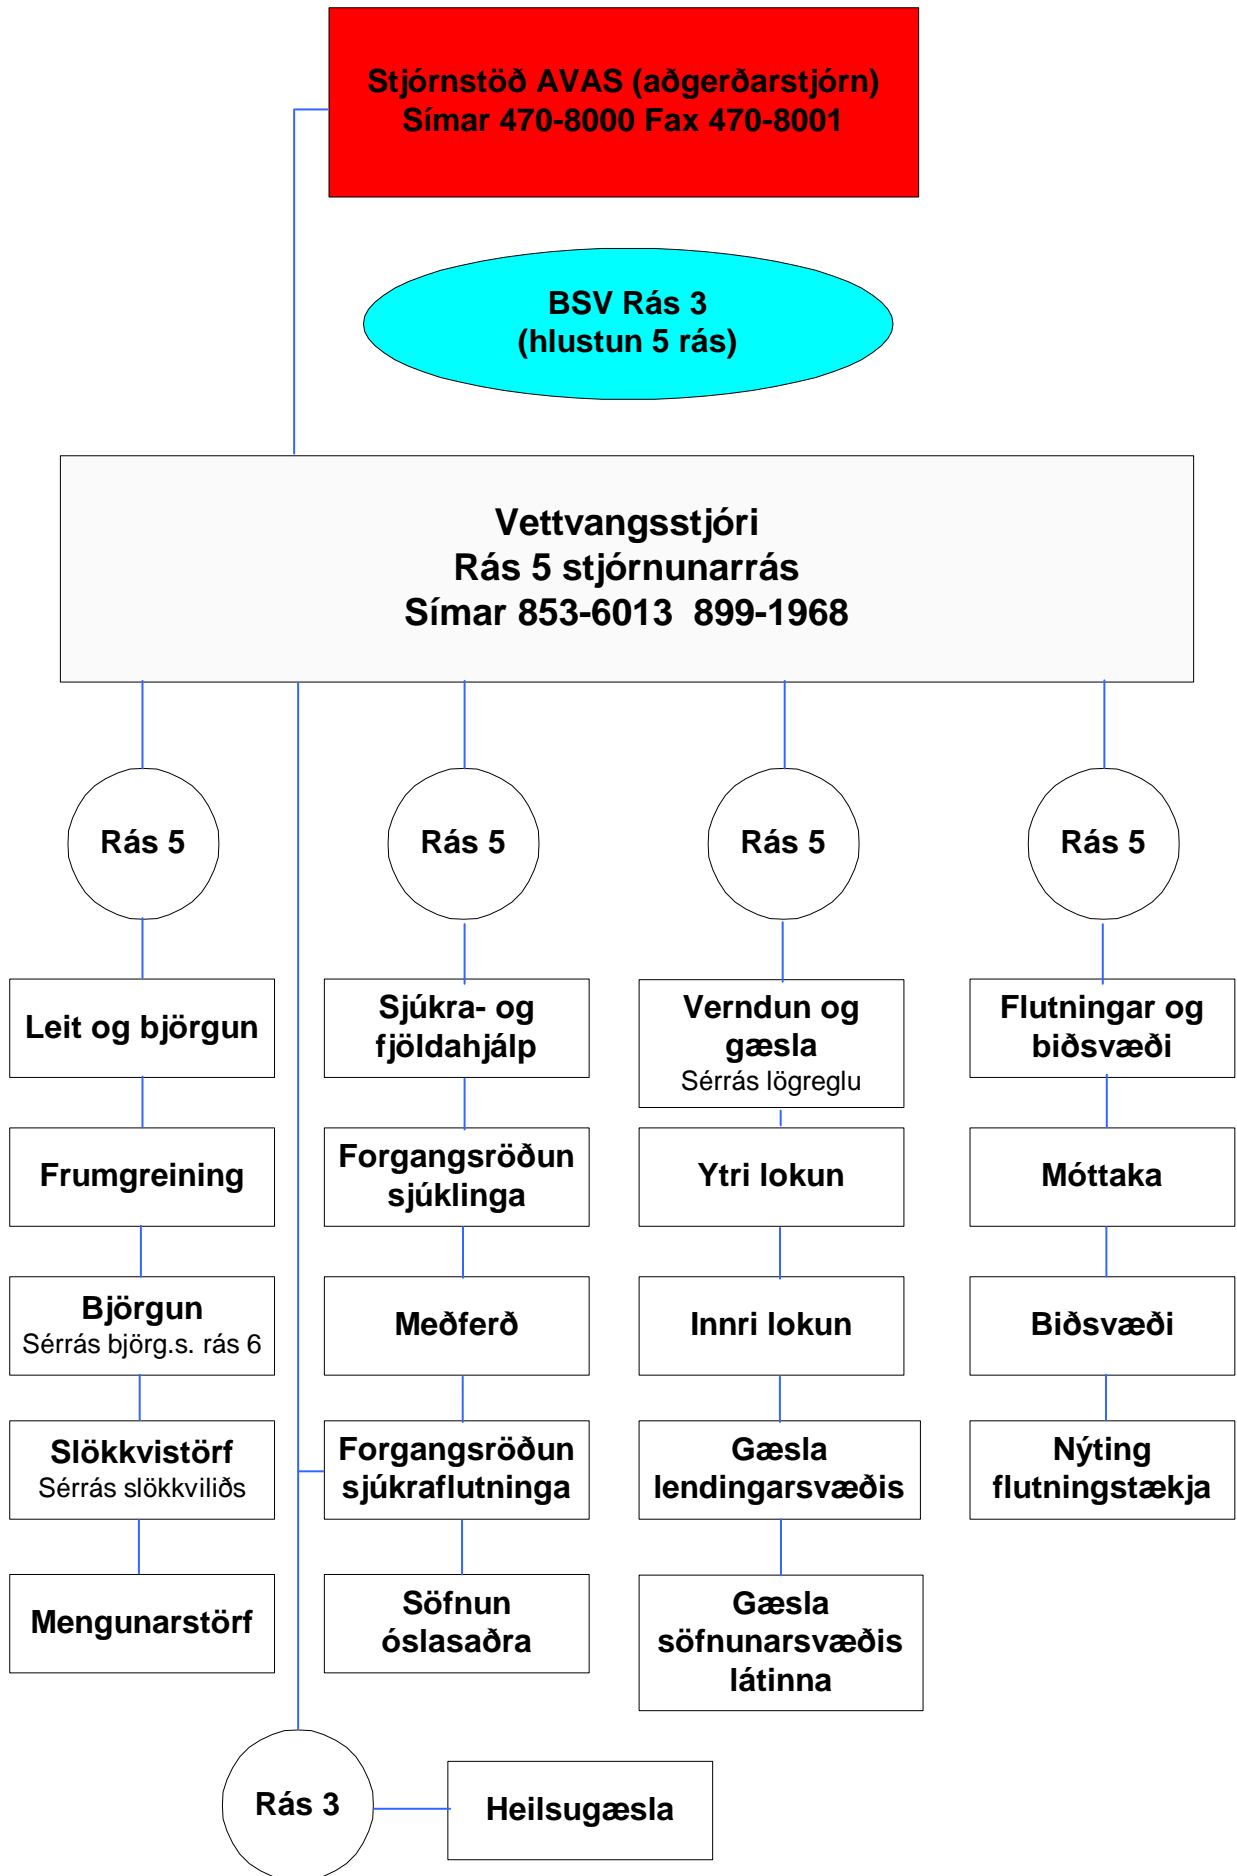 Stjórnstöð AVAS (aðgerðarstjórn)
Símar 470-8000 Fax 470-8001
BSV Rás 3
(hlustun 5 rás)
Vettvangsstjóri
Rás 5 stjórnunarrás
Símar 853-6013  899-1968
Rás 5
Rás 5
Rás 5
Rás 5
Leit og björgun
Frumgreining
Björgun
Sérrás björg.s. rás 6
Slökkvistörf
Sérrás slökkviliðs
Mengunarstörf
Sjúkra- og
fjöldahjálp
Forgangsröðun
sjúklinga
Meðferð
Forgangsröðun
sjúkraflutninga
Söfnun
óslasaðra
Verndun og
gæsla
Sérrás lögreglu
Ytri lokun
Innri lokun
Gæsla
lendingarsvæðis
Gæsla
söfnunarsvæðis
látinna
Flutningar og
biðsvæði
Móttaka
Biðsvæði
Nýting
flutningstækja
Rás 3
Heilsugæsla